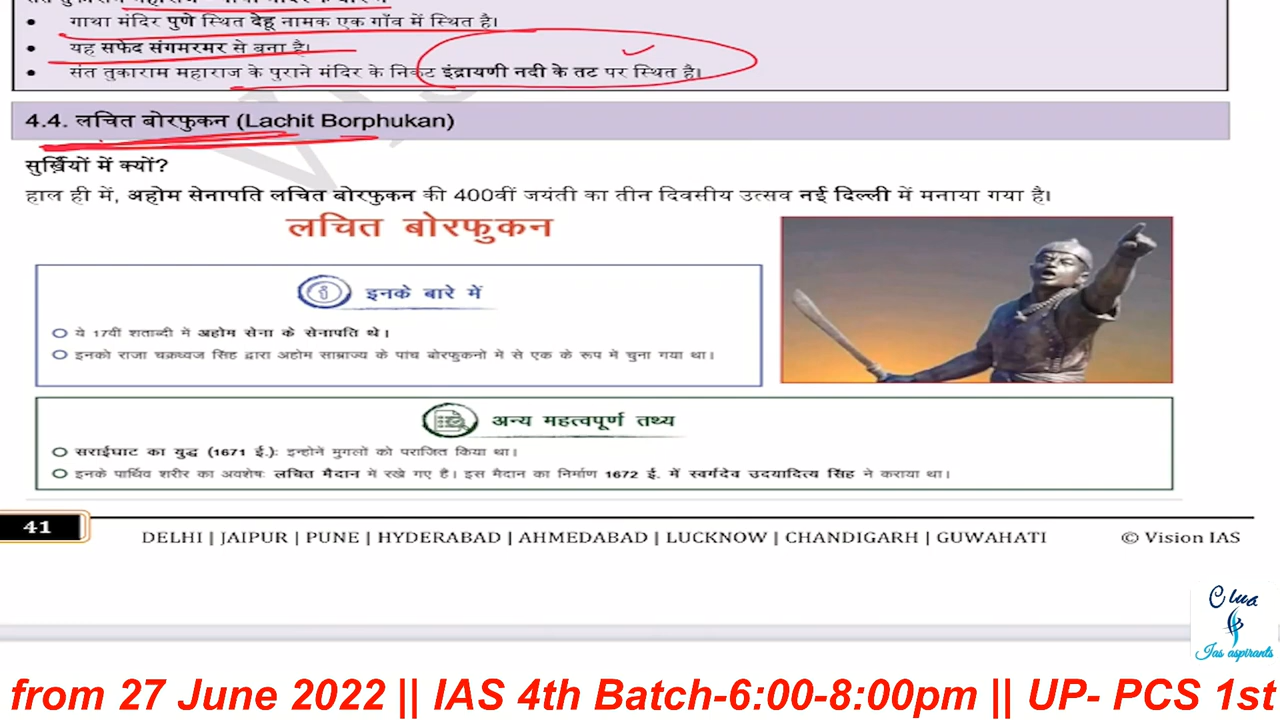 गाथा मंदिर पुणे स्थित देहू नामक एक गाँव में स्थित है।
यह सफेद संगमरमर से बना है।
संत तुकाराम महाराज के पुराने मंदिर के निकट इंद्रायणी नदी के तट पर स्थित है।
4.4. लचित बोरफुकन (Lachit Borphukan)
सुर्ख़ियों में क्यों?
हाल ही में, अहोम सेनापति लचित बोरफुकन की 400वीं जयंती का तीन दिवसीय उत्सव नई दिल्ली में मनाया गया है।
लचित बोरफुकन
इनके बारे में
ये 17वीं शताब्दी में अहोम सेना के सेनापति थे।
इनको राजा चक्रध्वज सिंह द्वारा अहोम साम्राज्य के पांच बोरफुकनों में से एक के रूप में चुना गया था।
अन्य महत्वपूर्ण तथ्य
सराईघाट का युद्ध (1671 ई.): इन्होनें मुगलों को पराजित किया था।
इनके पार्थिव शरीर का अवशेष: लचित मैदान में रखे गए हैं। इस मैदान का निर्माण 1672 ई. में स्वर्गदेव उदयादित्य सिंह ने कराया था।
41
DELHI | JAIPUR | PUNE | HYDERABAD | AHMEDABAD | LUCKNOW | CHANDIGARH | GUWAHATI
© Vision IAS
Clue
Ias aspirants
from 27 June 2022 || IAS 4th Batch-6:00-8:00pm || UP- PCS 1st